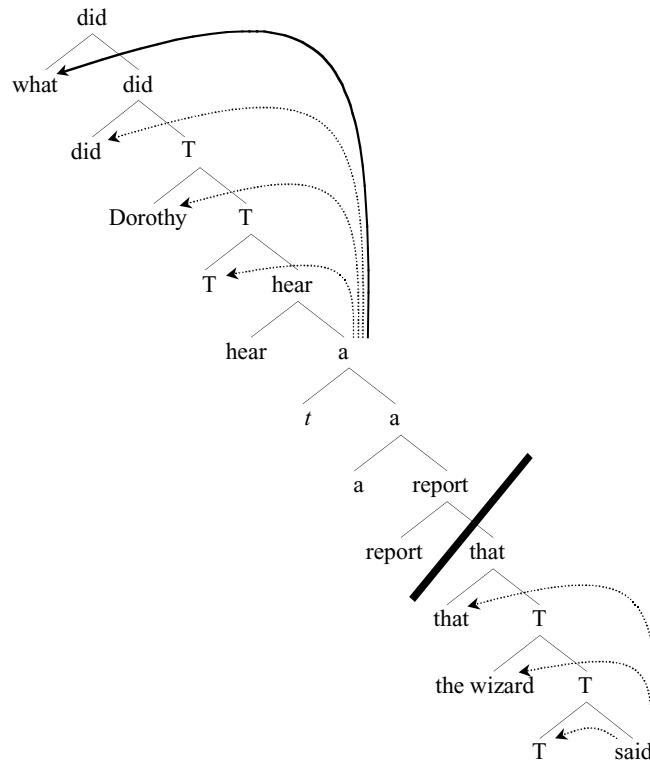 did
what did
did T
Dorothy T
T hear
hear a
t a
a report
report that
that T
the wizard T
T said